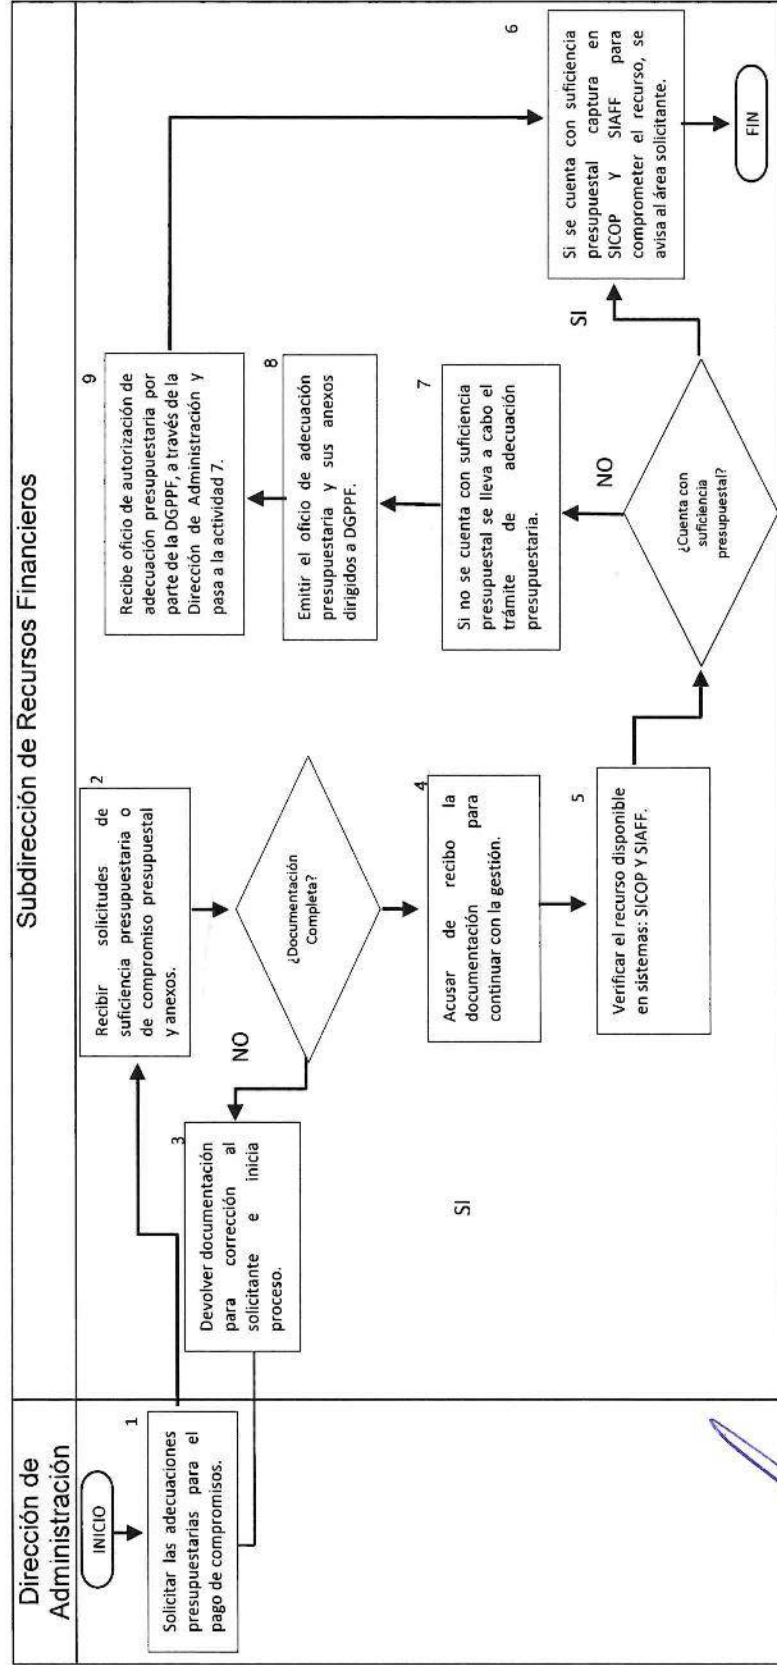 Dirección de
Administración
Subdirección de Recursos Financieros
INICIO
1
Solicitar las adecuaciones
presupuestarias para el
pago de compromisos.
2
Recibir solicitudes de
suficiencia presupuestaria o
de compromiso presupuestal
y anexos.
¿Documentación
Completa?
NO
3
Devolver documentación
para corrección al
solicitante e inicia
proceso.
SI
4
Acusar de recibo la
documentación para
continuar con la gestión.
5
Verificar el recurso disponible
en sistemas: SICOP Y SIAFF.
¿Cuenta con
suficiencia
presupuestal?
NO
SI
7
Si no se cuenta con suficiencia
presupuestal se lleva a cabo el
trámite de adecuación
presupuestaria.
8
Emitir el oficio de adecuación
presupuestaria y sus anexos
dirigidos a DGPPF.
9
Recibe oficio de autorización de
adecuación presupuestaria por
parte de la DGPPF, a través de la
Dirección de Administración y
pasa a la actividad 7.
6
Si se cuenta con suficiencia
presupuestal captura en
SICOP Y SIAFF para
comprometer el recurso, se
avisa al área solicitante.
FIN